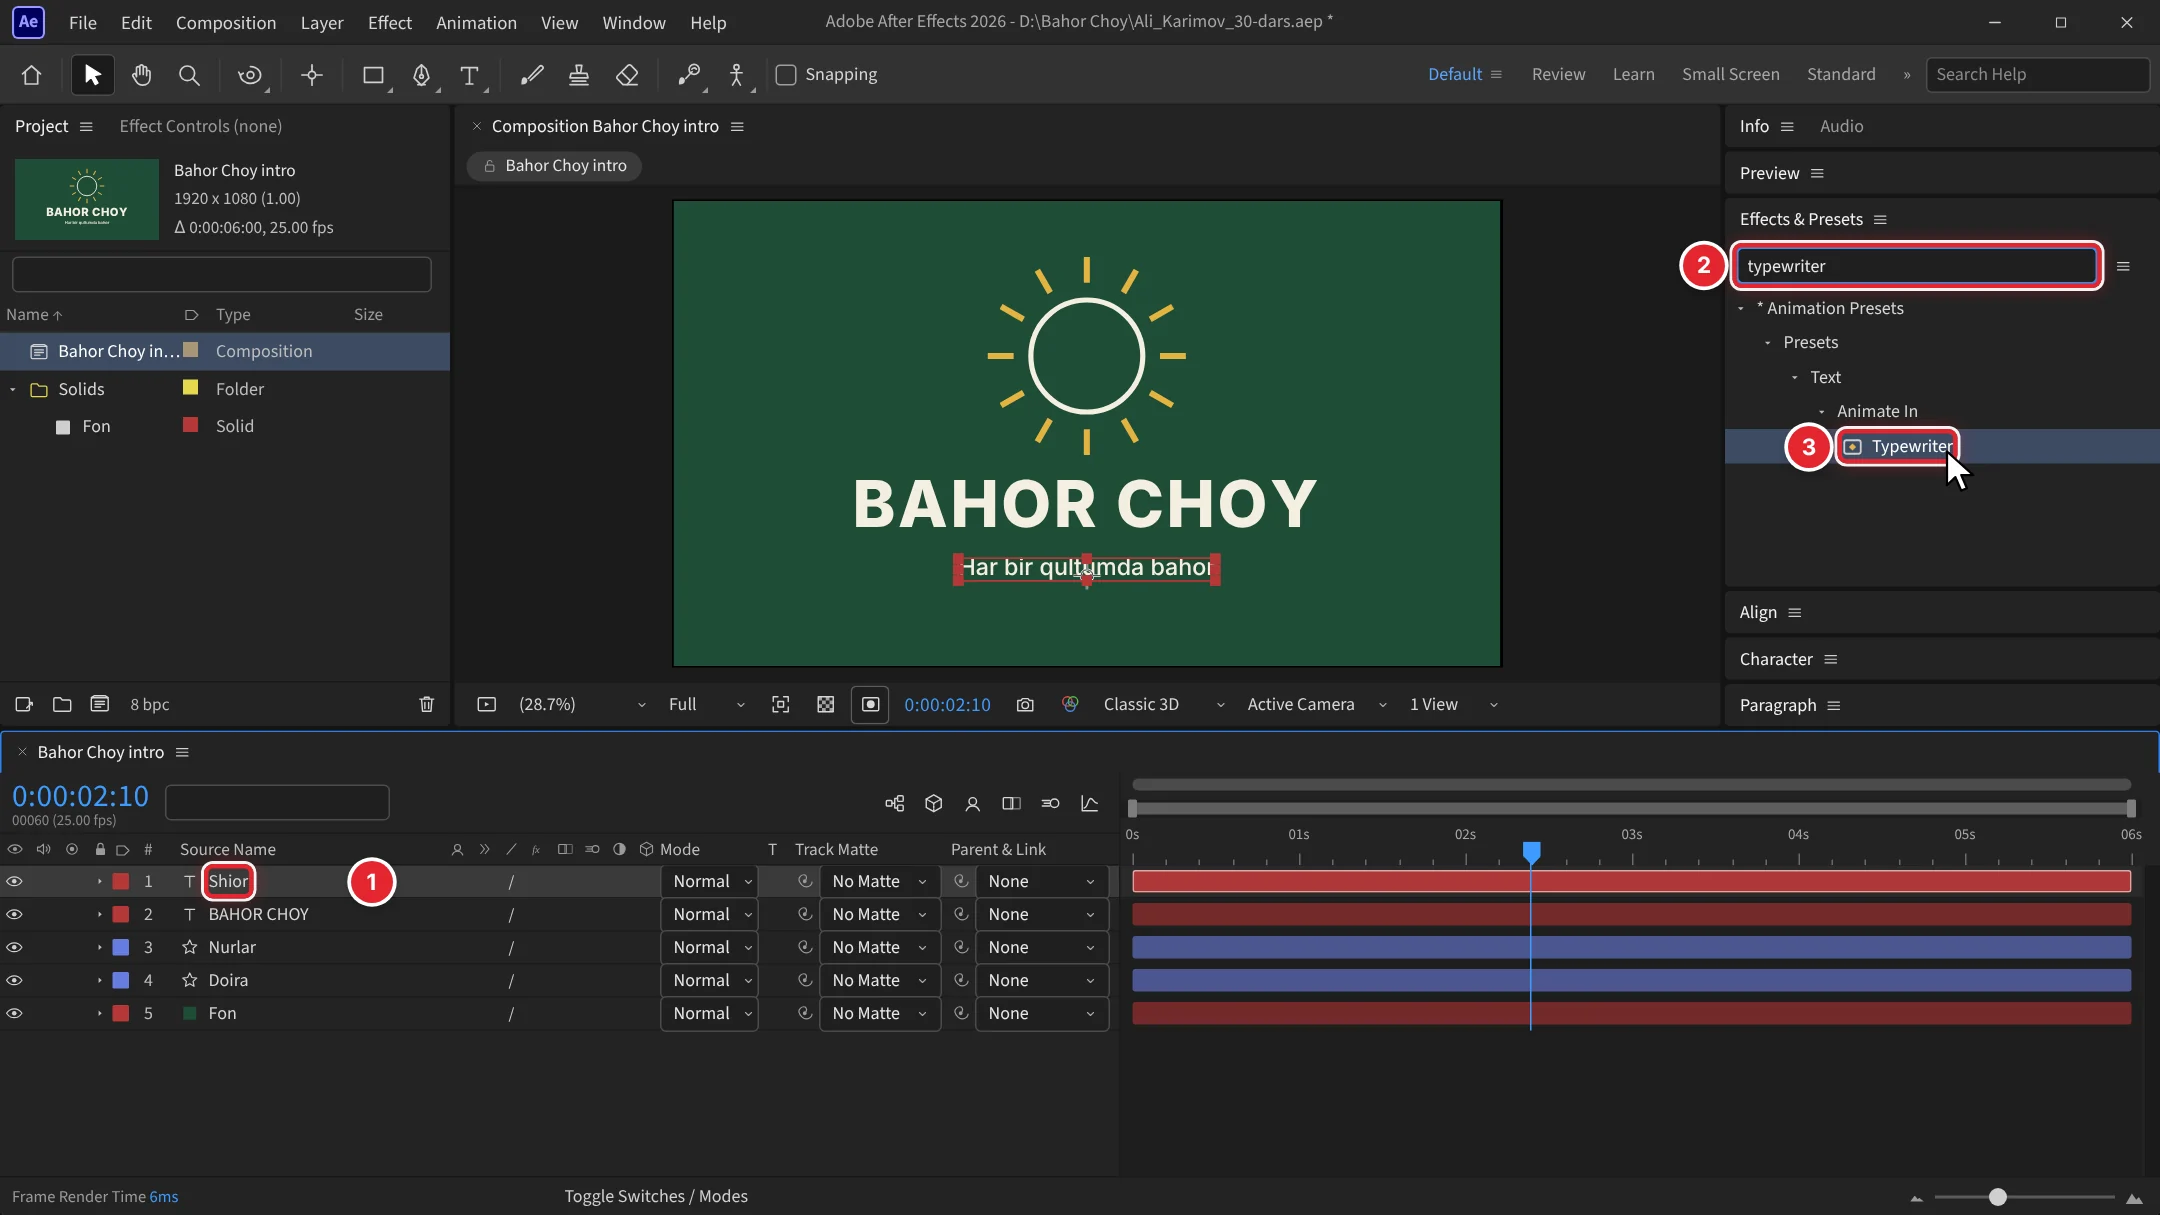 Ae File Edit Composition Layer Effect Animation View Window Help
Adobe After Effects 2026 - D:\Bahor Choy\Ali_Karimov_30-dars.aep *
Snapping
Default Review Learn Small Screen Standard » Search Help
Project Effect Controls (none)
Bahor Choy intro
1920 x 1080 (1.00)
Δ 0:00:06:00, 25.00 fps
BAHOR CHOY
Har bir qultumda bahor
Name Type Size
Bahor Choy in... Composition
Solids Folder
Fon Solid
8 bpc
Composition Bahor Choy intro
Bahor Choy intro
BAHOR CHOY
Har bir qultumda bahor
(28.7%) Full 0:00:02:10 Classic 3D Active Camera 1 View
Info Audio
Preview
Effects & Presets
2 typewriter
* Animation Presets
Presets
Text
Animate In
3 Typewriter
Align
Character
Paragraph
Bahor Choy intro
0:00:02:10
00060 (25.00 fps)
# Source Name fx Mode T Track Matte Parent & Link
0s 01s 02s 03s 04s 05s 06s
1 T Shior 1 Normal No Matte None
2 T BAHOR CHOY Normal No Matte None
3 Nurlar Normal No Matte None
4 Doira Normal No Matte None
5 Fon Normal No Matte None
Frame Render Time 6ms
Toggle Switches / Modes